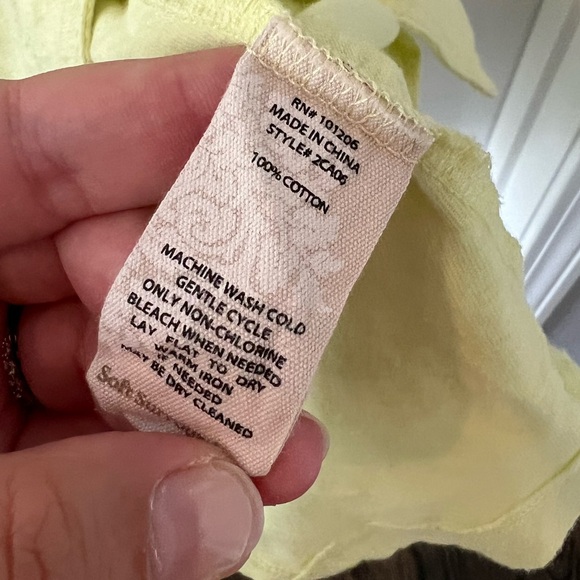 RN# 101206
MADE IN CHINA
STYLE# 2CA06
100% COTTON
MACHINE WASH COLD
GENTLE CYCLE
ONLY NON-CHLORINE
BLEACH WHEN NEEDED
LAY FLAT TO DRY
WARM IRON
IF NEEDED
MAY BE DRY CLEANED
Soft